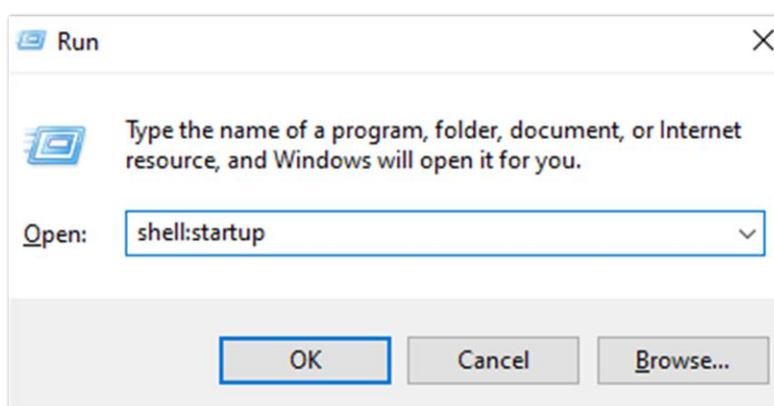 Run
Type the name of a program, folder, document, or Internet
resource, and Windows will open it for you.
Open: shell:startup
OK Cancel Browse...